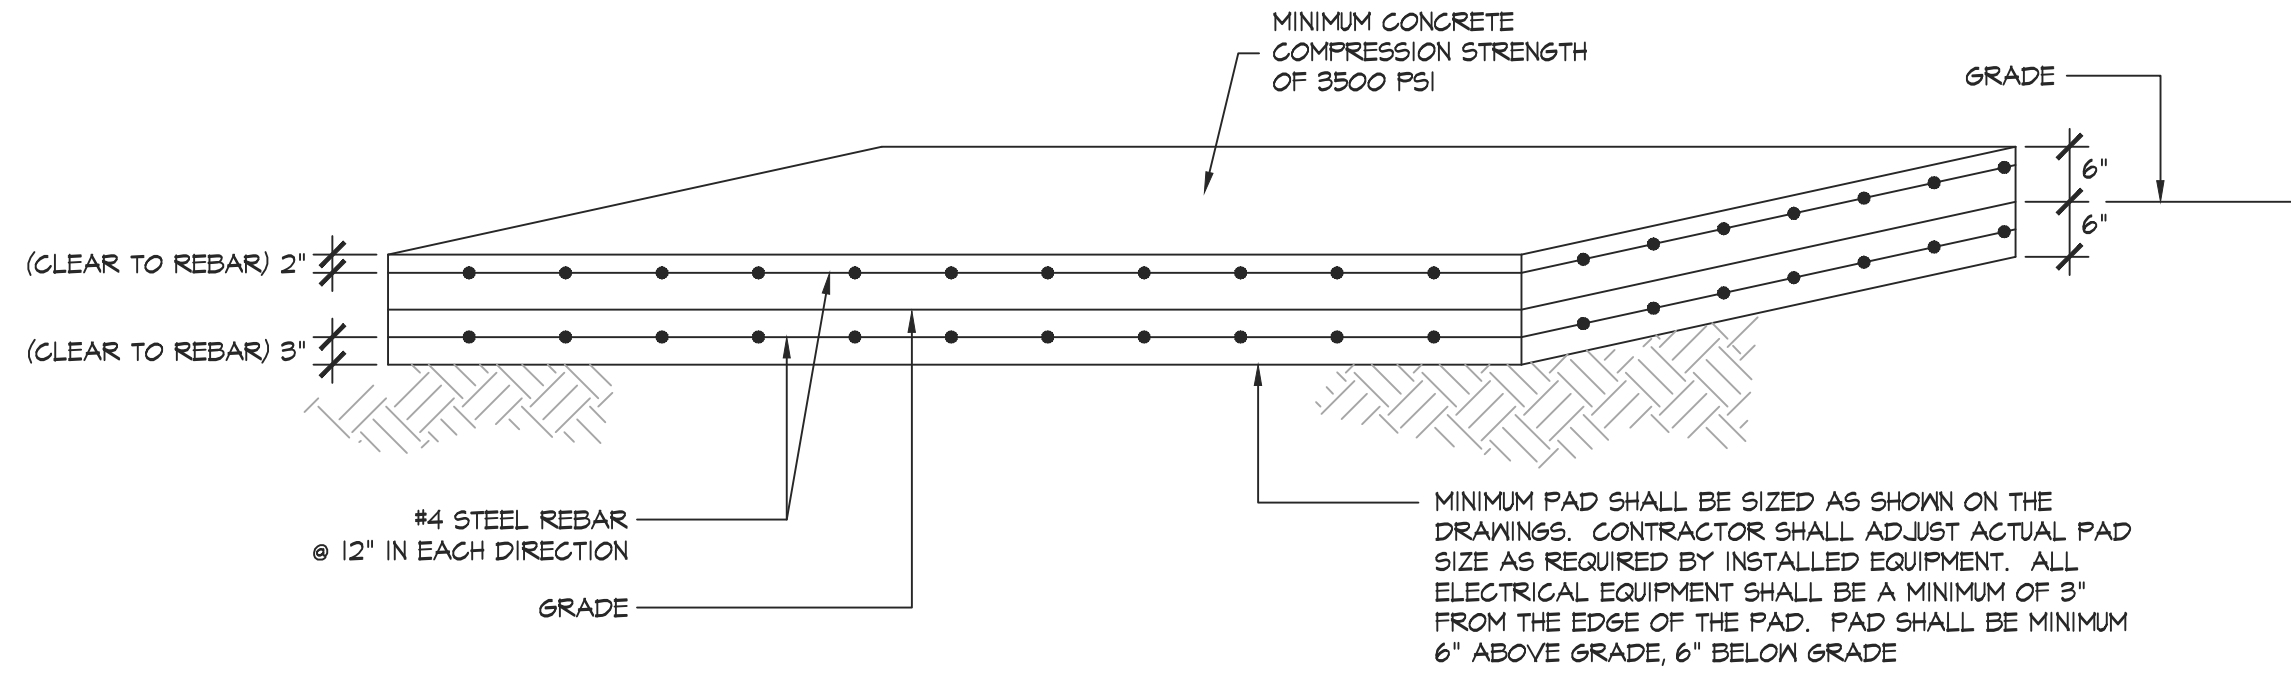 MINIMUM CONCRETE
COMPRESSION STRENGTH
OF 3500 PSI
GRADE
6"
6"
(CLEAR TO REBAR) 2"
(CLEAR TO REBAR) 3"
#4 STEEL REBAR
@ 12" IN EACH DIRECTION
GRADE
MINIMUM PAD SHALL BE SIZED AS SHOWN ON THE
DRAWINGS. CONTRACTOR SHALL ADJUST ACTUAL PAD
SIZE AS REQUIRED BY INSTALLED EQUIPMENT. ALL
ELECTRICAL EQUIPMENT SHALL BE A MINIMUM OF 3"
FROM THE EDGE OF THE PAD. PAD SHALL BE MINIMUM
6" ABOVE GRADE, 6" BELOW GRADE